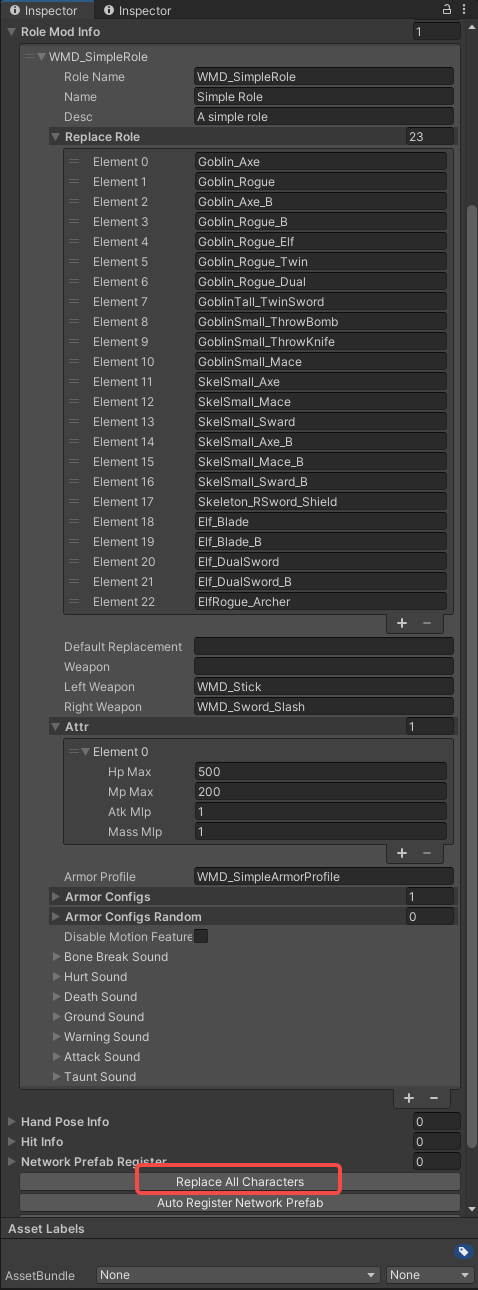 Inspector Inspector
Role Mod Info 1
WMD_SimpleRole
Role Name WMD_SimpleRole
Name Simple Role
Desc A simple role
Replace Role 23
Element 0 Goblin_Axe
Element 1 Goblin_Rogue
Element 2 Goblin_Axe_B
Element 3 Goblin_Rogue_B
Element 4 Goblin_Rogue_Elf
Element 5 Goblin_Rogue_Twin
Element 6 Goblin_Rogue_Dual
Element 7 GoblinTall_TwinSword
Element 8 GoblinSmall_ThrowBomb
Element 9 GoblinSmall_ThrowKnife
Element 10 GoblinSmall_Mace
Element 11 SkelSmall_Axe
Element 12 SkelSmall_Mace
Element 13 SkelSmall_Sward
Element 14 SkelSmall_Axe_B
Element 15 SkelSmall_Mace_B
Element 16 SkelSmall_Sward_B
Element 17 Skeleton_RSword_Shield
Element 18 Elf_Blade
Element 19 Elf_Blade_B
Element 20 Elf_DualSword
Element 21 Elf_DualSword_B
Element 22 ElfRogue_Archer
+ −
Default Replacement
Weapon
Left Weapon WMD_Stick
Right Weapon WMD_Sword_Slash
Attr 1
Element 0
Hp Max 500
Mp Max 200
Atk Mlp 1
Mass Mlp 1
+ −
Armor Profile WMD_SimpleArmorProfile
Armor Configs 1
Armor Configs Random 0
Disable Motion Feature
Bone Break Sound
Hurt Sound
Death Sound
Ground Sound
Warning Sound
Attack Sound
Taunt Sound
+ −
Hand Pose Info 0
Hit Info 0
Network Prefab Register 0
Replace All Characters
Auto Register Network Prefab
Asset Labels
AssetBundle None None